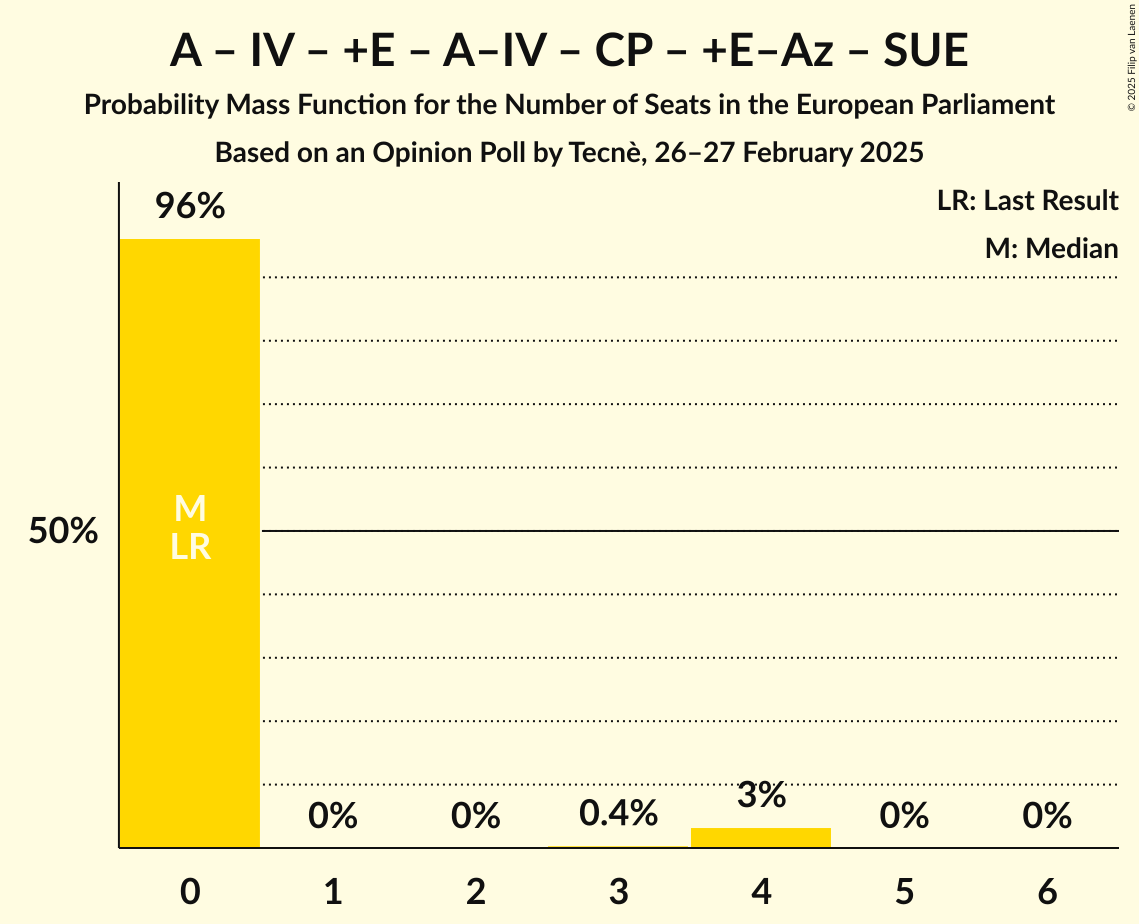 A – IV – +E – A–IV – CP – +E–Az – SUE
Probability Mass Function for the Number of Seats in the European Parliament
Based on an Opinion Poll by Tecnè, 26–27 February 2025
© 2025 Filip van Laenen
LR: Last Result
M: Median
96%
M
LR
50%
0%
0%
0.4%
3%
0%
0%
0
1
2
3
4
5
6